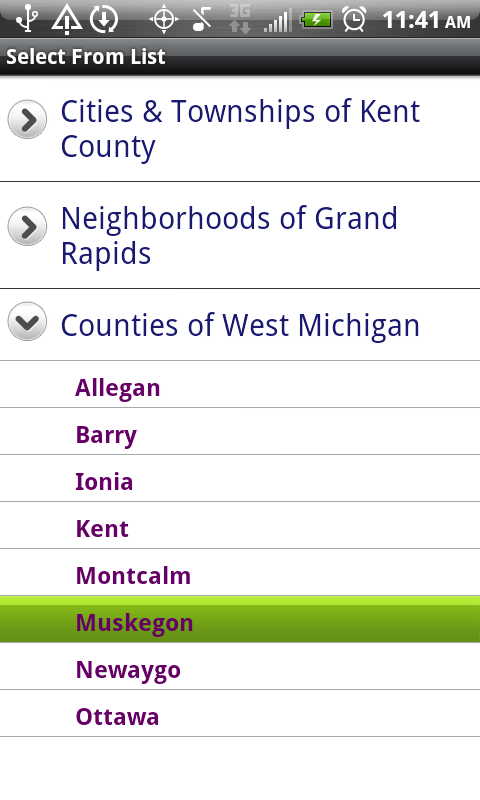 3G
11:41 AM
Select From List
Cities & Townships of Kent
County
Neighborhoods of Grand
Rapids
Counties of West Michigan
Allegan
Barry
Ionia
Kent
Montcalm
Muskegon
Newaygo
Ottawa